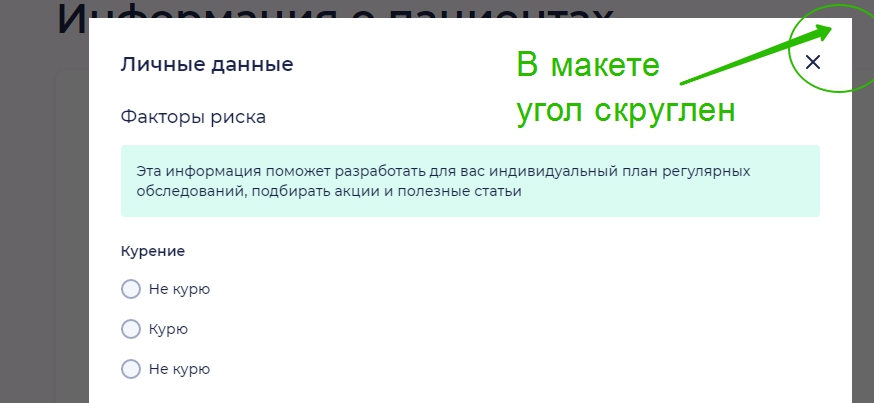 Информация о пациентах
Личные данные
В макете
угол скруглен
Факторы риска
Эта информация поможет разработать для вас индивидуальный план регулярных
обследований, подбирать акции и полезные статьи
Курение
Не курю
Курю
Не курю